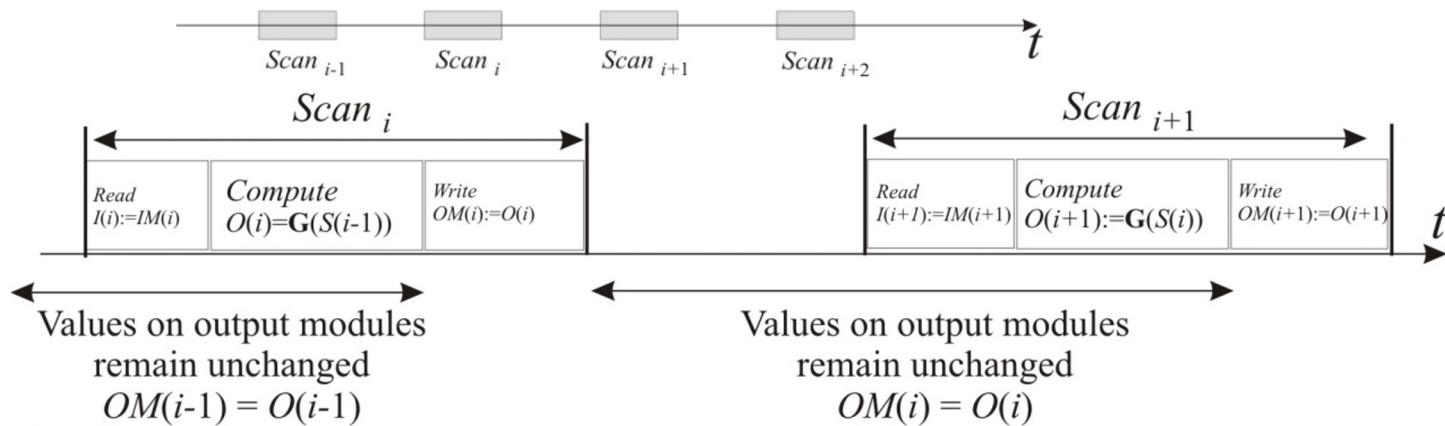 t
Scan i-1 Scan i Scan i+1 Scan i+2
Scan i Scan i+1
Read Compute Write Read Compute Write
I(i):=IM(i) O(i)=G(S(i-1)) OM(i):=O(i) I(i+1):=IM(i+1) O(i+1):=G(S(i)) OM(i+1):=O(i+1)
t
Values on output modules
remain unchanged
OM(i-1) = O(i-1)
Values on output modules
remain unchanged
OM(i) = O(i)